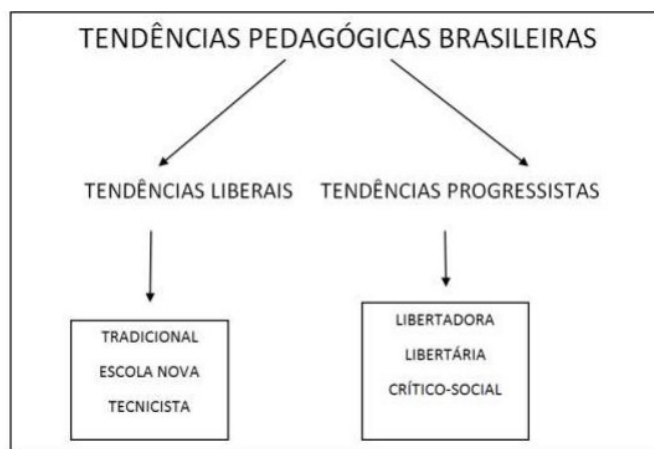 TENDÊNCIAS PEDAGÓGICAS BRASILEIRAS
TENDÊNCIAS LIBERAIS
TENDÊNCIAS PROGRESSISTAS
TRADICIONAL
ESCOLA NOVA
TECNICISTA
LIBERTADORA
LIBERTÁRIA
CRÍTICO-SOCIAL